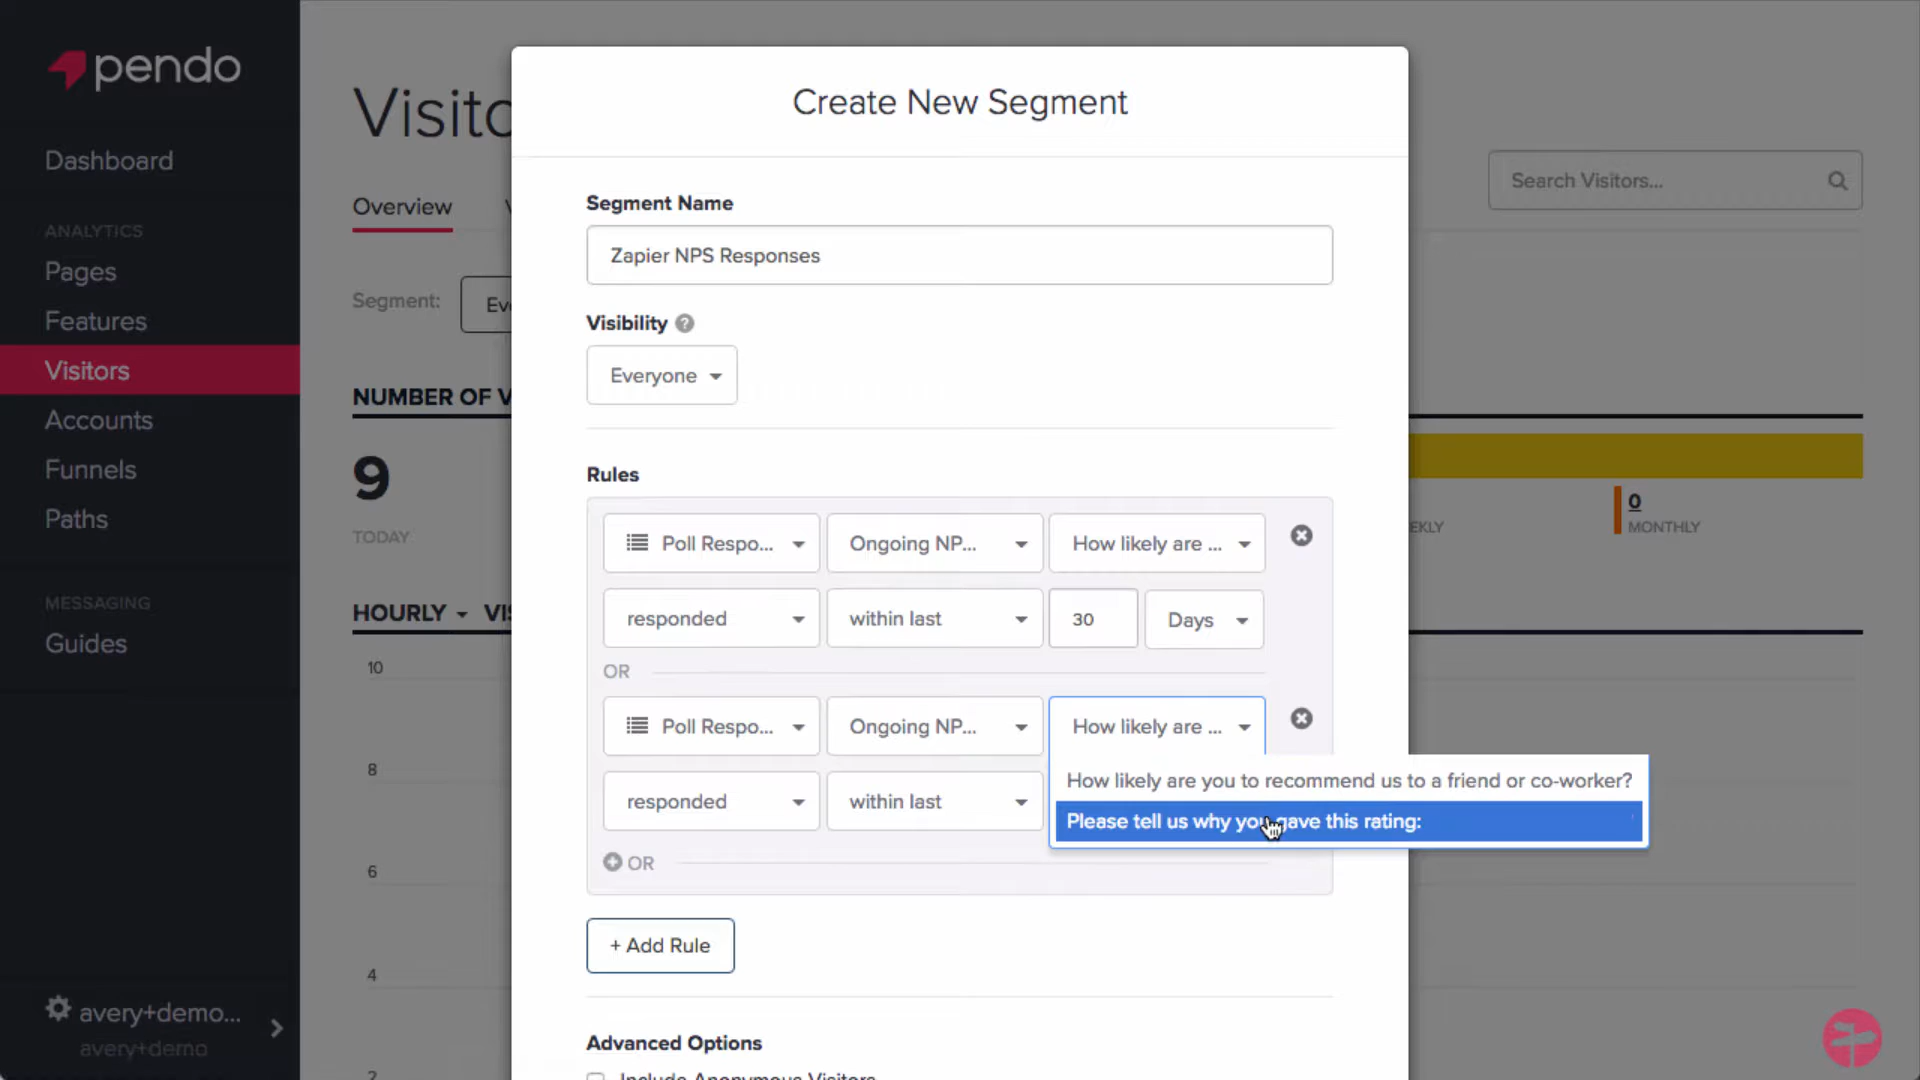 pendo
Dashboard
ANALYTICS
Pages
Features
Visitors
Accounts
Funnels
Paths
MESSAGING
Guides
avery+demo...
avery+demo
Visito
Overview
Segment:
Search Visitors...
NUMBER OF V
9
TODAY
EKLY
0
MONTHLY
HOURLY VIS
10
8
6
4
2
Create New Segment
Segment Name
Zapier NPS Responses
Visibility ?
Everyone
Rules
Poll Respo... Ongoing NP... How likely are ...
responded within last 30 Days
OR
Poll Respo... Ongoing NP... How likely are ...
How likely are you to recommend us to a friend or co-worker?
Please tell us why you gave this rating:
responded within last
OR
+ Add Rule
Advanced Options
Include Anonymous Visitors